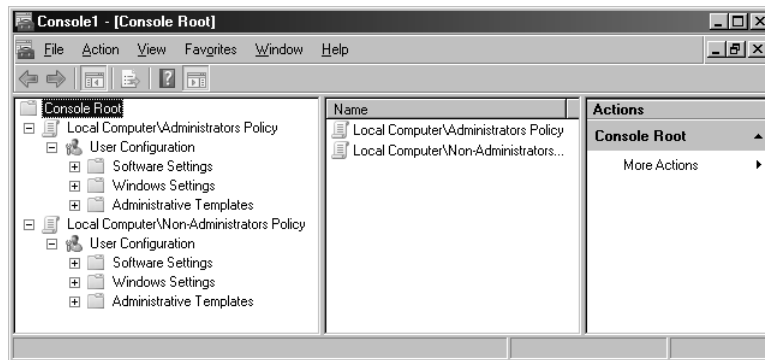 Console1 - [Console Root]
File Action View Favorites Window Help
Console Root
Local Computer\Administrators Policy
User Configuration
Software Settings
Windows Settings
Administrative Templates
Local Computer\Non-Administrators Policy
User Configuration
Software Settings
Windows Settings
Administrative Templates
Name
Local Computer\Administrators Policy
Local Computer\Non-Administrators...
Actions
Console Root
More Actions